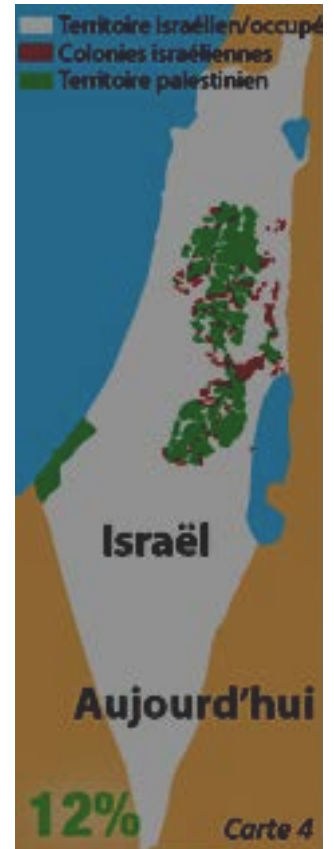 Territoire israélien/occupé
Colonies israéliennes
Territoire palestinien
Israël
Aujourd'hui
12%
Carte 4